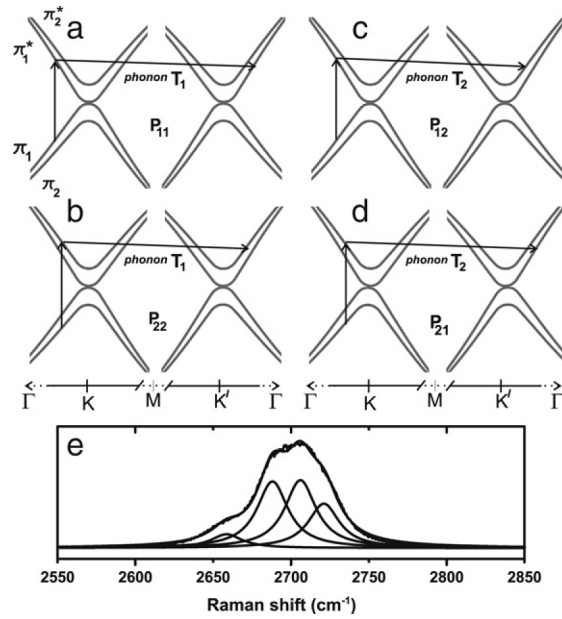 π₂*
a
c
π₁*
phonon T₁
phonon T₂
P₁₁
P₁₂
π₁
π₂
b
d
phonon T₁
phonon T₂
P₂₂
P₂₁
Γ K M K′ Γ Γ K M K′ Γ
e
2550 2600 2650 2700 2750 2800 2850
Raman shift (cm⁻¹)